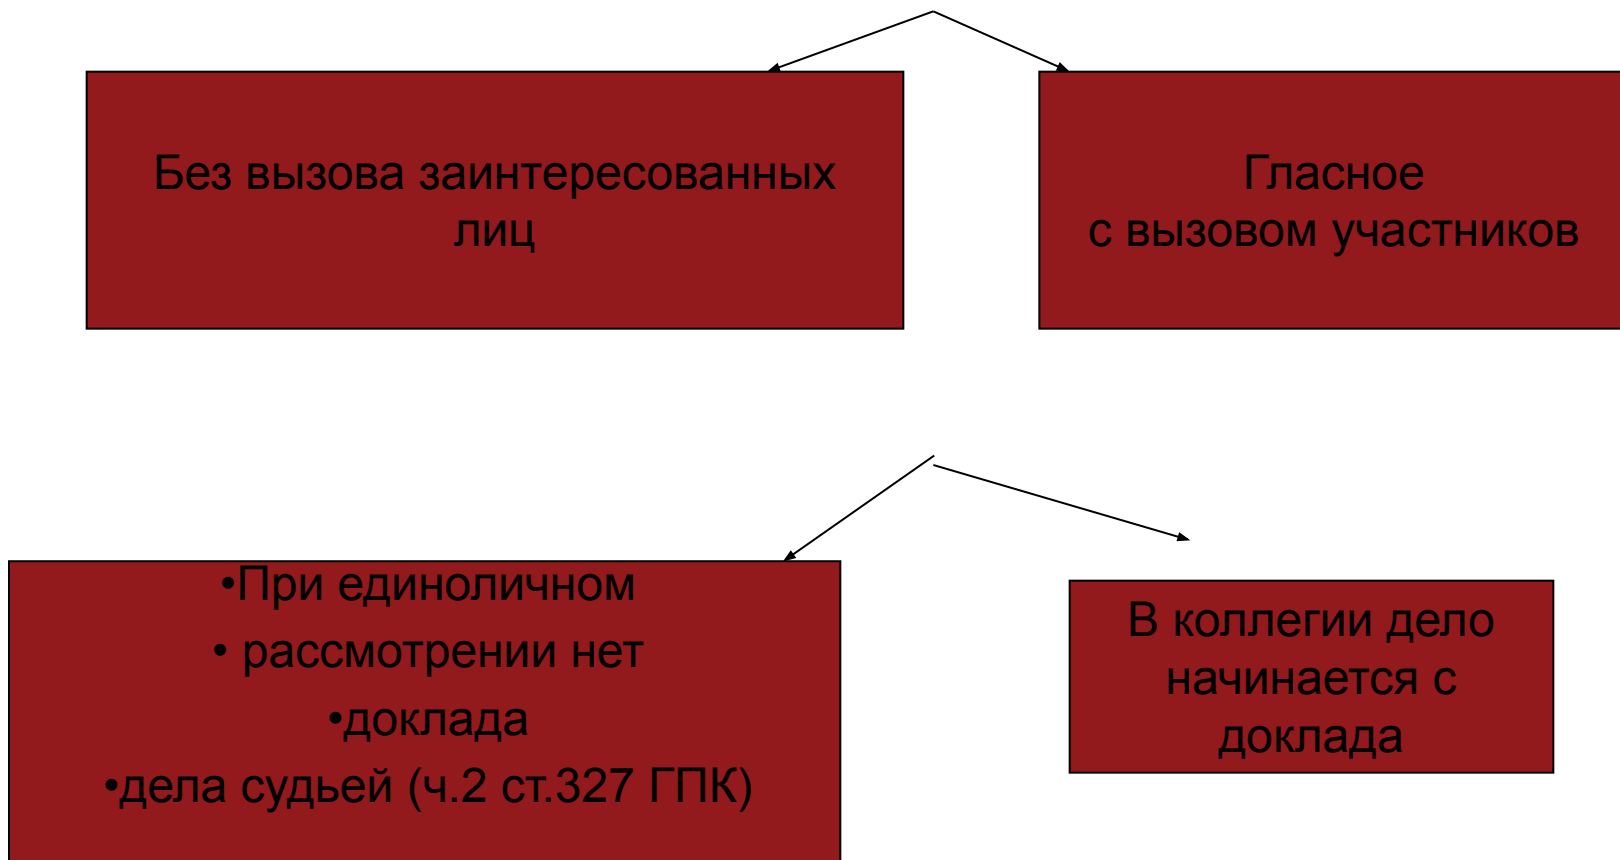 Без вызова заинтересованных
лиц
Гласное
с вызовом участников
•При единоличном
• рассмотрении нет
•доклада
•дела судьей (ч.2 ст.327 ГПК)
В коллегии дело
начинается с
доклада